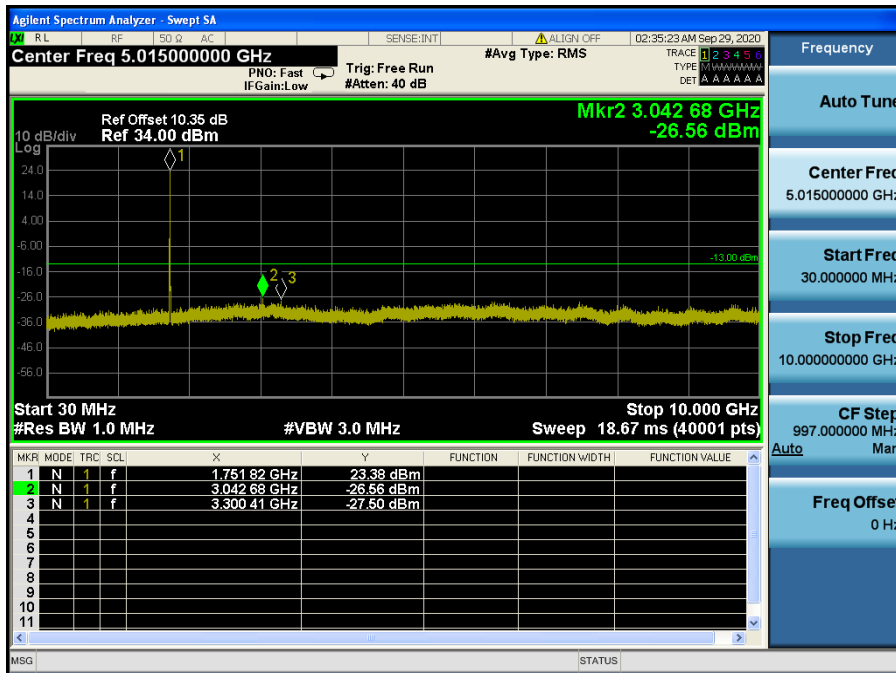 Agilent Spectrum Analyzer - Swept SA
LXI RL RF 50 Ω AC SENSE:INT ALIGN OFF 02:35:23 AM Sep 29, 2020
Center Freq 5.015000000 GHz
PNO: Fast
IFGain:Low
Trig: Free Run
#Atten: 40 dB
#Avg Type: RMS
TRACE 1 2 3 4 5 6
TYPE M WWWWW
DET A A A A A A
Frequency
Auto Tune
Center Freq
5.015000000 GHz
Start Freq
30.000000 MHz
Stop Freq
10.000000000 GHz
CF Step
997.000000 MHz
Auto Man
Freq Offset
0 Hz
Mkr2 3.042 68 GHz
-26.56 dBm
Ref Offset 10.35 dB
10 dB/div Ref 34.00 dBm
Log
24.0
14.0
4.00
-6.00
-16.0
-26.0
-36.0
-46.0
-56.0
1
2
3
-13.00 dBm
Start 30 MHz Stop 10.000 GHz
#Res BW 1.0 MHz #VBW 3.0 MHz Sweep 18.67 ms (40001 pts)
MKR MODE TRC SCL X Y FUNCTION FUNCTION WIDTH FUNCTION VALUE
1 N 1 f 1.751 82 GHz 23.38 dBm
2 N 1 f 3.042 68 GHz -26.56 dBm
3 N 1 f 3.300 41 GHz -27.50 dBm
4
5
6
7
8
9
10
11
MSG STATUS